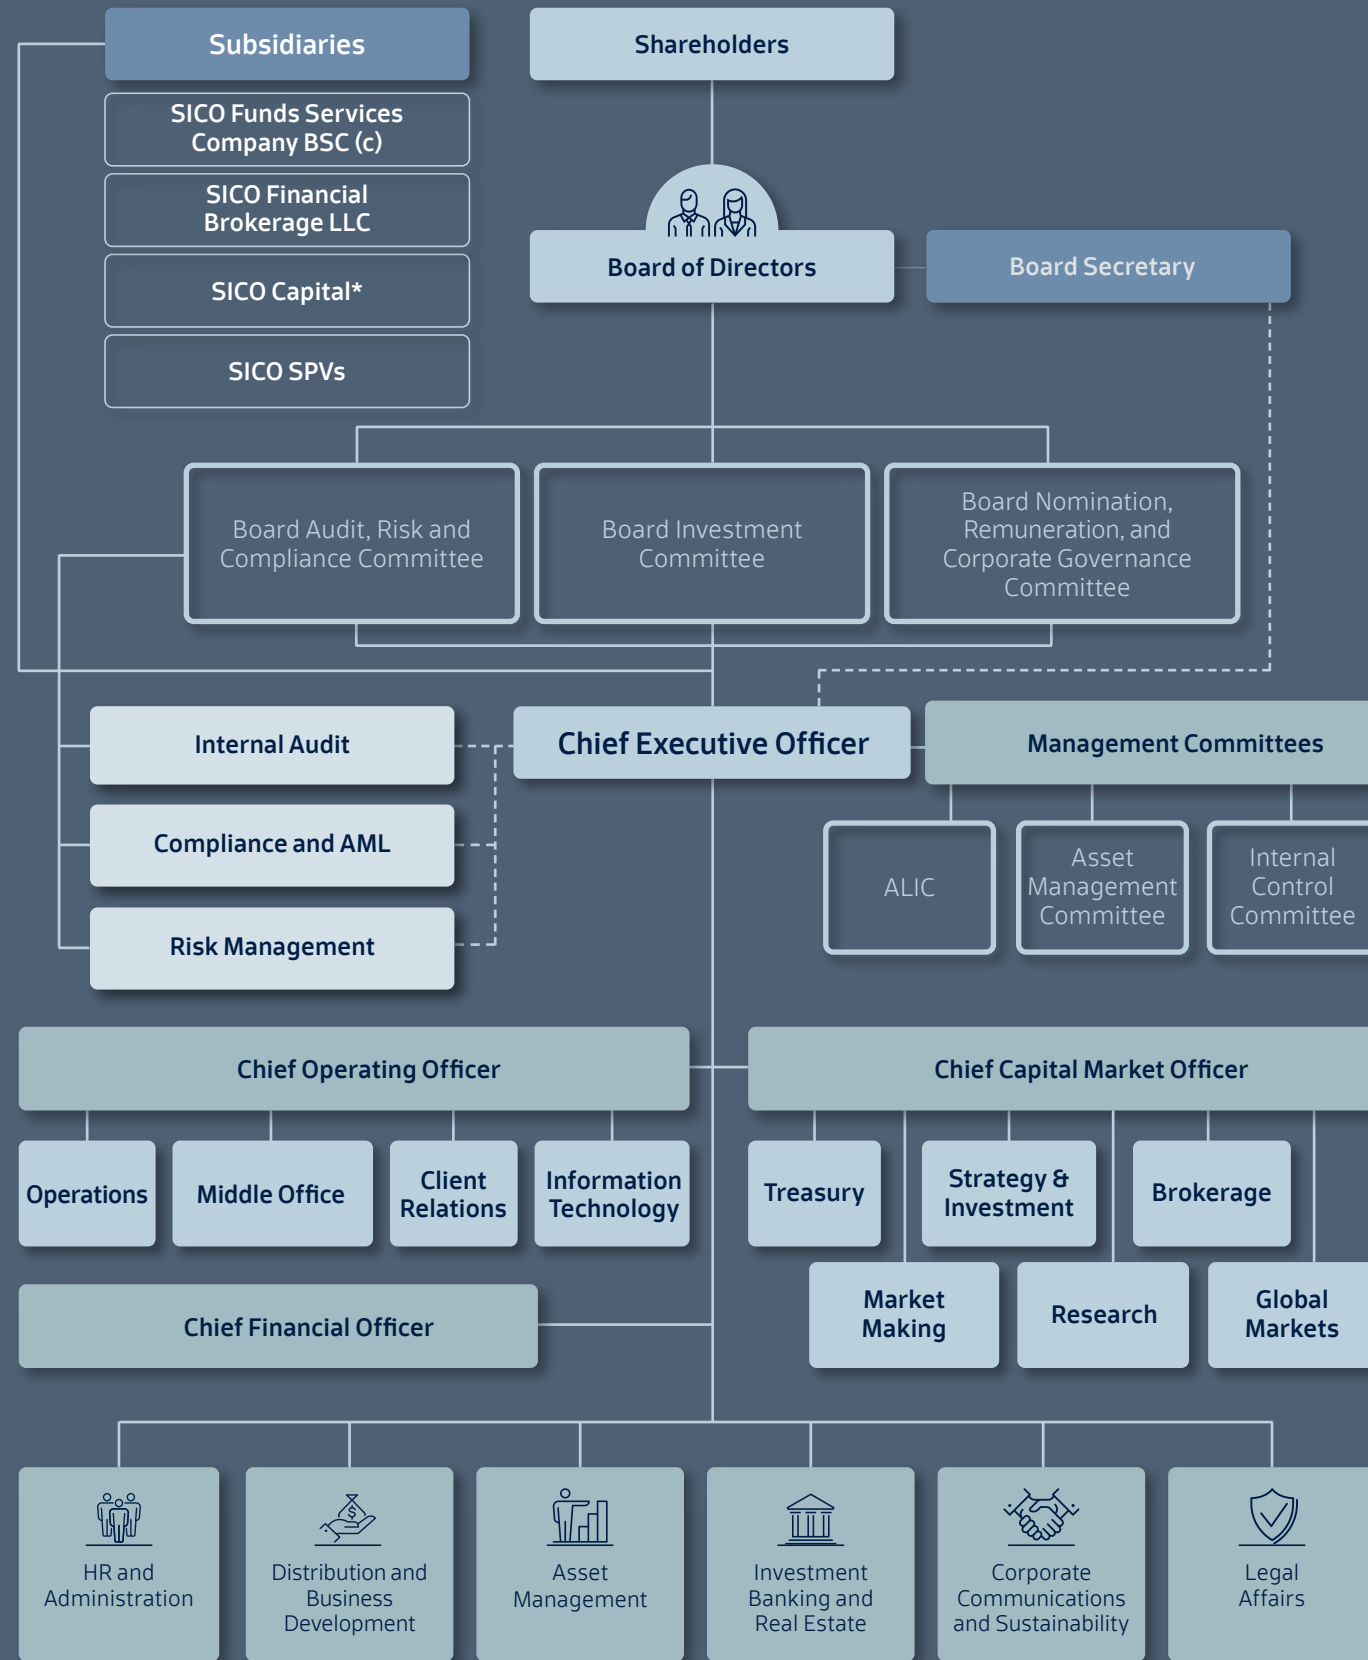 Subsidiaries
Shareholders
SICO Funds Services
Company BSC (c)
SICO Financial
Brokerage LLC
SICO Capital*
SICO SPVs
Board of Directors
Board Secretary
Board Audit, Risk and
Compliance Committee
Board Investment
Committee
Board Nomination,
Remuneration, and
Corporate Governance
Committee
Internal Audit
Chief Executive Officer
Management Committees
Compliance and AML
Risk Management
ALIC
Asset
Management
Committee
Internal
Control
Committee
Chief Operating Officer
Chief Capital Market Officer
Operations
Middle Office
Client
Relations
Information
Technology
Treasury
Strategy &
Investment
Brokerage
Market
Making
Research
Global
Markets
Chief Financial Officer
HR and
Administration
Distribution and
Business
Development
Asset
Management
Investment
Banking and
Real Estate
Corporate
Communications
and Sustainability
Legal
Affairs